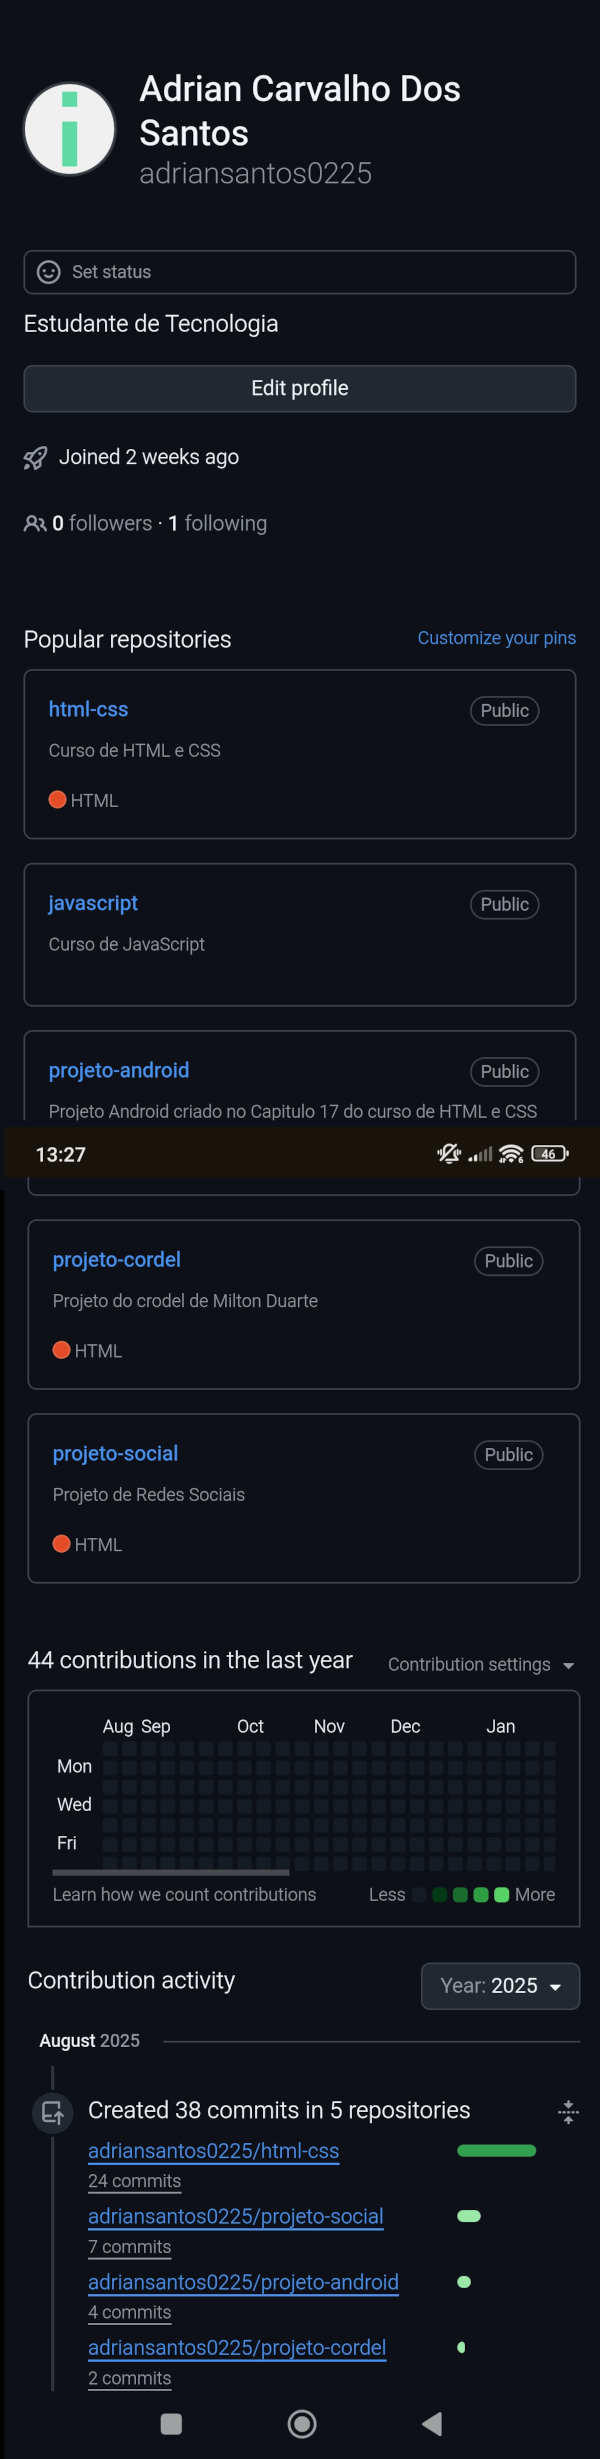 Adrian Carvalho Dos
Santos
adriansantos0225
Set status
Estudante de Tecnologia
Edit profile
Joined 2 weeks ago
0 followers · 1 following
Popular repositories
Customize your pins
html-css
Public
Curso de HTML e CSS
HTML
javascript
Public
Curso de JavaScript
projeto-android
Public
Projeto Android criado no Capitulo 17 do curso de HTML e CSS
13:27
6
46
projeto-cordel
Public
Projeto do crodel de Milton Duarte
HTML
projeto-social
Public
Projeto de Redes Sociais
HTML
44 contributions in the last year
Contribution settings
Aug Sep Oct Nov Dec Jan
Mon
Wed
Fri
Learn how we count contributions
Less More
Contribution activity
Year: 2025
August 2025
Created 38 commits in 5 repositories
adriansantos0225/html-css
24 commits
adriansantos0225/projeto-social
7 commits
adriansantos0225/projeto-android
4 commits
adriansantos0225/projeto-cordel
2 commits